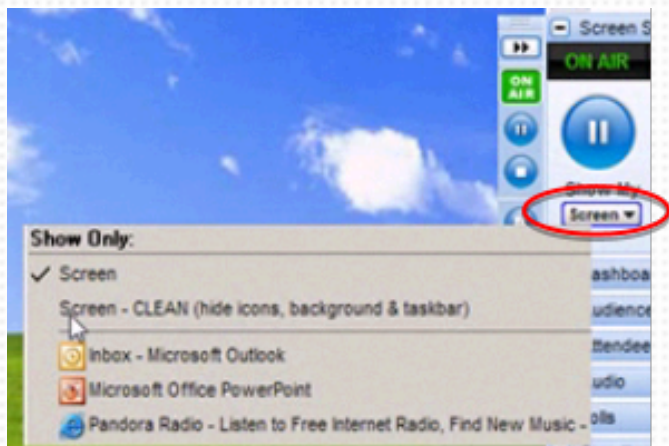 Screen S
ON AIR
ON
AIR
Show My
Screen
Show Only:
Screen
Screen - CLEAN (hide icons, background & taskbar)
Inbox - Microsoft Outlook
Microsoft Office PowerPoint
Pandora Radio - Listen to Free Internet Radio, Find New Music -
ashboa
udience
ttendee
udio
olls